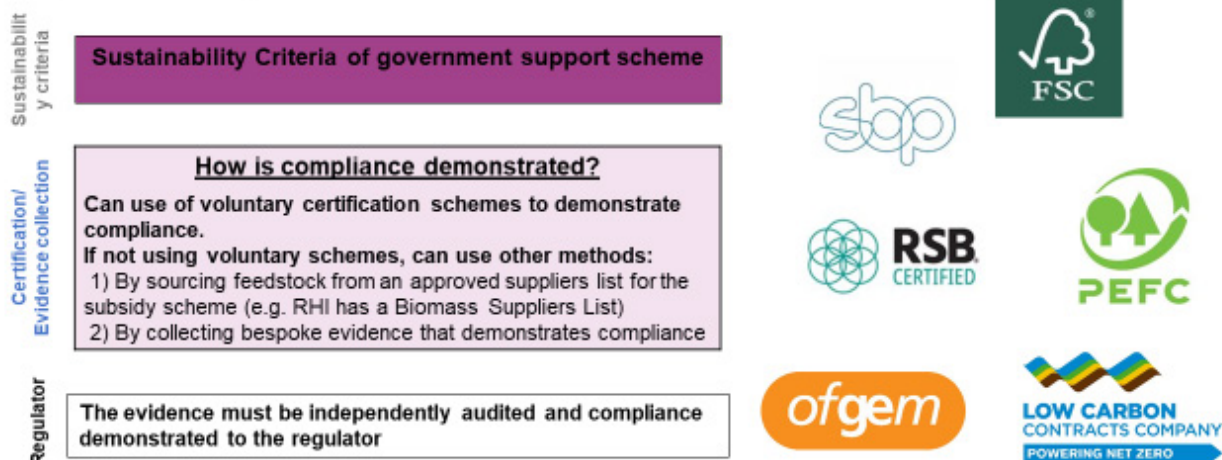 Sustainabilit
y criteria
Sustainability Criteria of government support scheme
Certification/
Evidence collection
How is compliance demonstrated?
Can use of voluntary certification schemes to demonstrate
compliance.
If not using voluntary schemes, can use other methods:
1) By sourcing feedstock from an approved suppliers list for the
subsidy scheme (e.g. RHI has a Biomass Suppliers List)
2) By collecting bespoke evidence that demonstrates compliance
Regulator
The evidence must be independently audited and compliance
demonstrated to the regulator
sbp
®
FSC
RSB
CERTIFIED
PEFC
ofgem
LOW CARBON
CONTRACTS COMPANY
POWERING NET ZERO